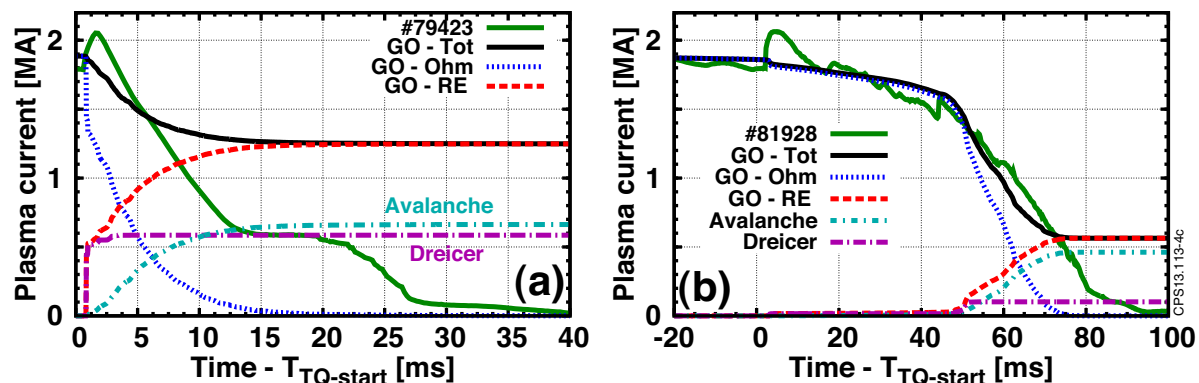 Plasma current [MA]
2
1
0
#79423
GO - Tot
GO - Ohm
GO - RE
Avalanche
Dreicer
(a)
0 5 10 15 20 25 30 35 40
Time - T_TQ-start [ms]
Plasma current [MA]
2
1
0
#81928
GO - Tot
GO - Ohm
GO - RE
Avalanche
Dreicer
(b)
-20 0 20 40 60 80 100
Time - T_TQ-start [ms]
CPS13.113-4c